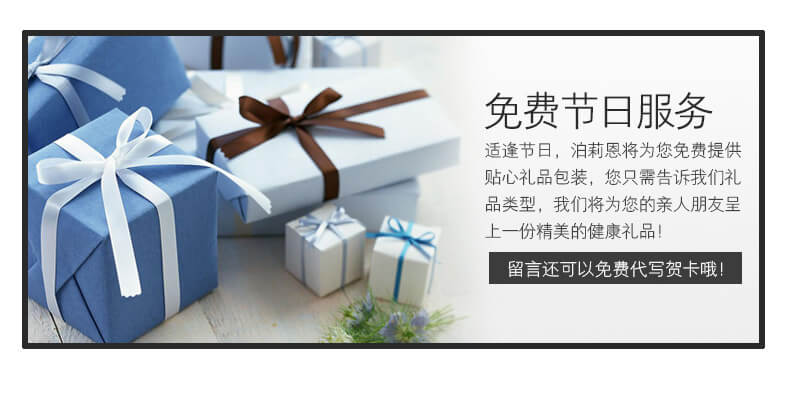 免费节日服务
适逢节日，泊莉恩将为您免费提供
贴心礼品包装，您只需告诉我们礼
品类型，我们将为您的亲人朋友呈
上一份精美的健康礼品！
留言还可以免费代写贺卡哦！